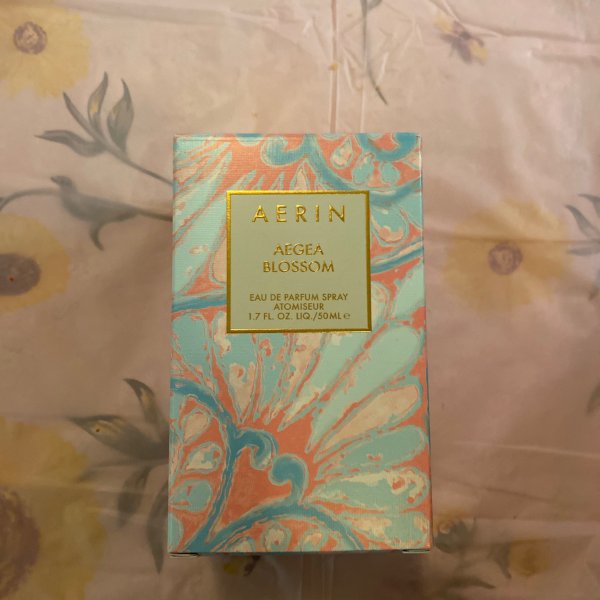 AERIN
AEGEA
BLOSSOM
EAU DE PARFUM SPRAY
ATOMISEUR
1.7 FL. OZ. LIQ./50ML ℮